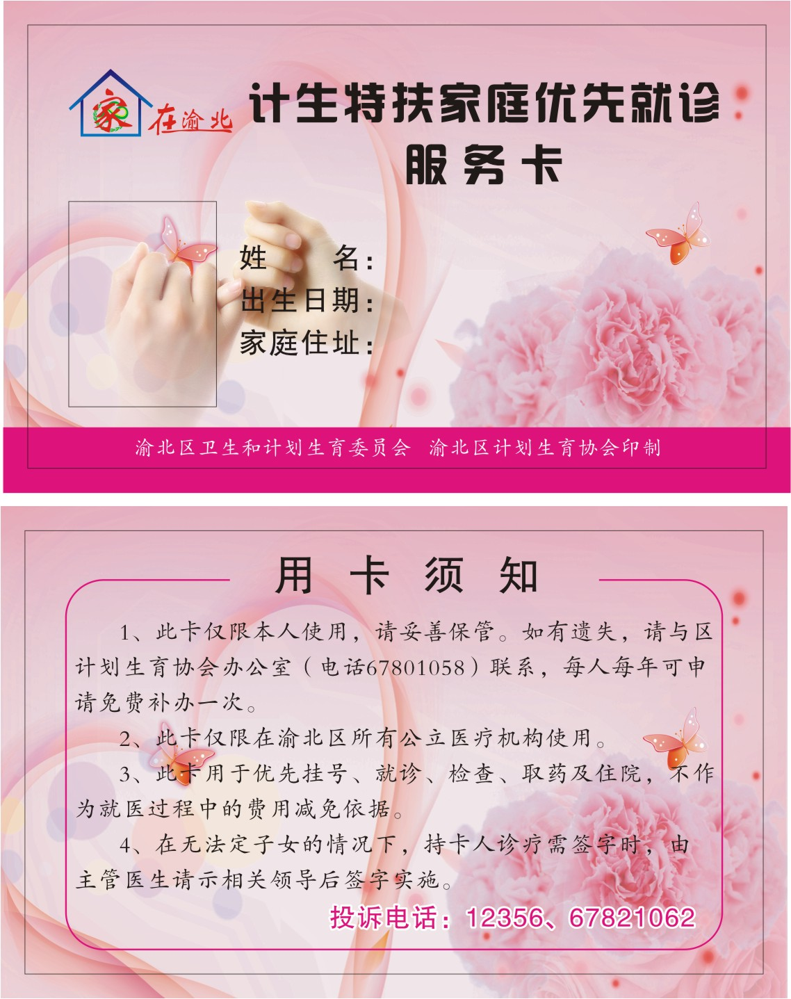 家在渝北
计生特扶家庭优先就诊
服务卡
姓 名：
出生日期：
家庭住址：
渝北区卫生和计划生育委员会 渝北区计划生育协会印制
用卡须知
1、此卡仅限本人使用，请妥善保管。如有遗失，请与区
计划生育协会办公室（电话67801058）联系，每人每年可申
请免费补办一次。
2、此卡仅限在渝北区所有公立医疗机构使用。
3、此卡用于优先挂号、就诊、检查、取药及住院，不作
为就医过程中的费用减免依据。
4、在无法定子女的情况下，持卡人诊疗需签字时，由
主管医生请示相关领导后签字实施。
投诉电话：12356、67821062